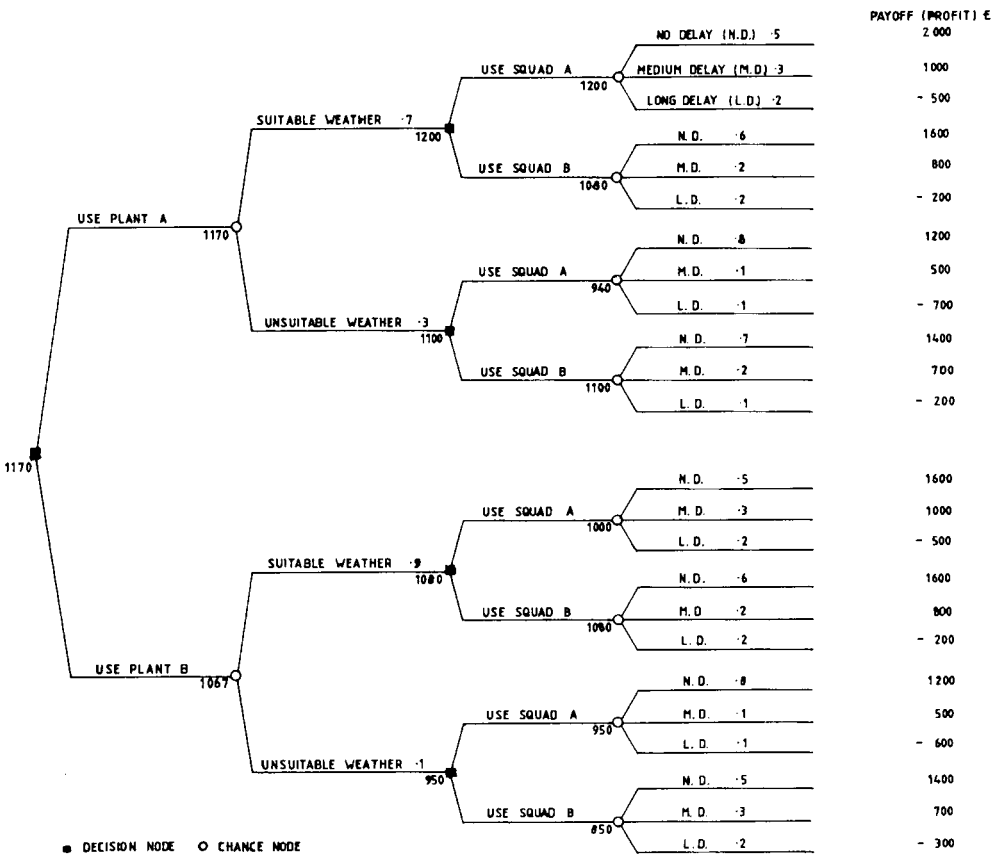 PAYOFF (PROFIT) £
NO DELAY (N.D.) ·5 2 000
USE SQUAD A
1200
MEDIUM DELAY (M.D.) ·3 1000
LONG DELAY (L.D.) ·2 - 500
SUITABLE WEATHER ·7
1200
N. D. ·6 1600
USE SQUAD B
1080
M. D. ·2 800
L. D. ·2 - 200
USE PLANT A
1170
N. D. ·8 1200
USE SQUAD A
940
M. D. ·1 500
L. D. ·1 - 700
UNSUITABLE WEATHER ·3
1100
N. D. ·7 1400
USE SQUAD B
1100
M. D. ·2 700
L. D. ·1 - 200
1170
N. D. ·5 1600
USE SQUAD A
1000
M. D. ·3 1000
L. D. ·2 - 500
SUITABLE WEATHER ·9
1080
N. D. ·6 1600
USE SQUAD B
1080
M. D ·2 800
L. D. ·2 - 200
USE PLANT B
1067
N. D. ·8 1200
USE SQUAD A
950
M. D. ·1 500
L. D. ·1 - 600
UNSUITABLE WEATHER ·1
950
N. D. ·5 1400
USE SQUAD B
850
M. D. ·3 700
L. D. ·2 - 300
DECISION NODE CHANCE NODE